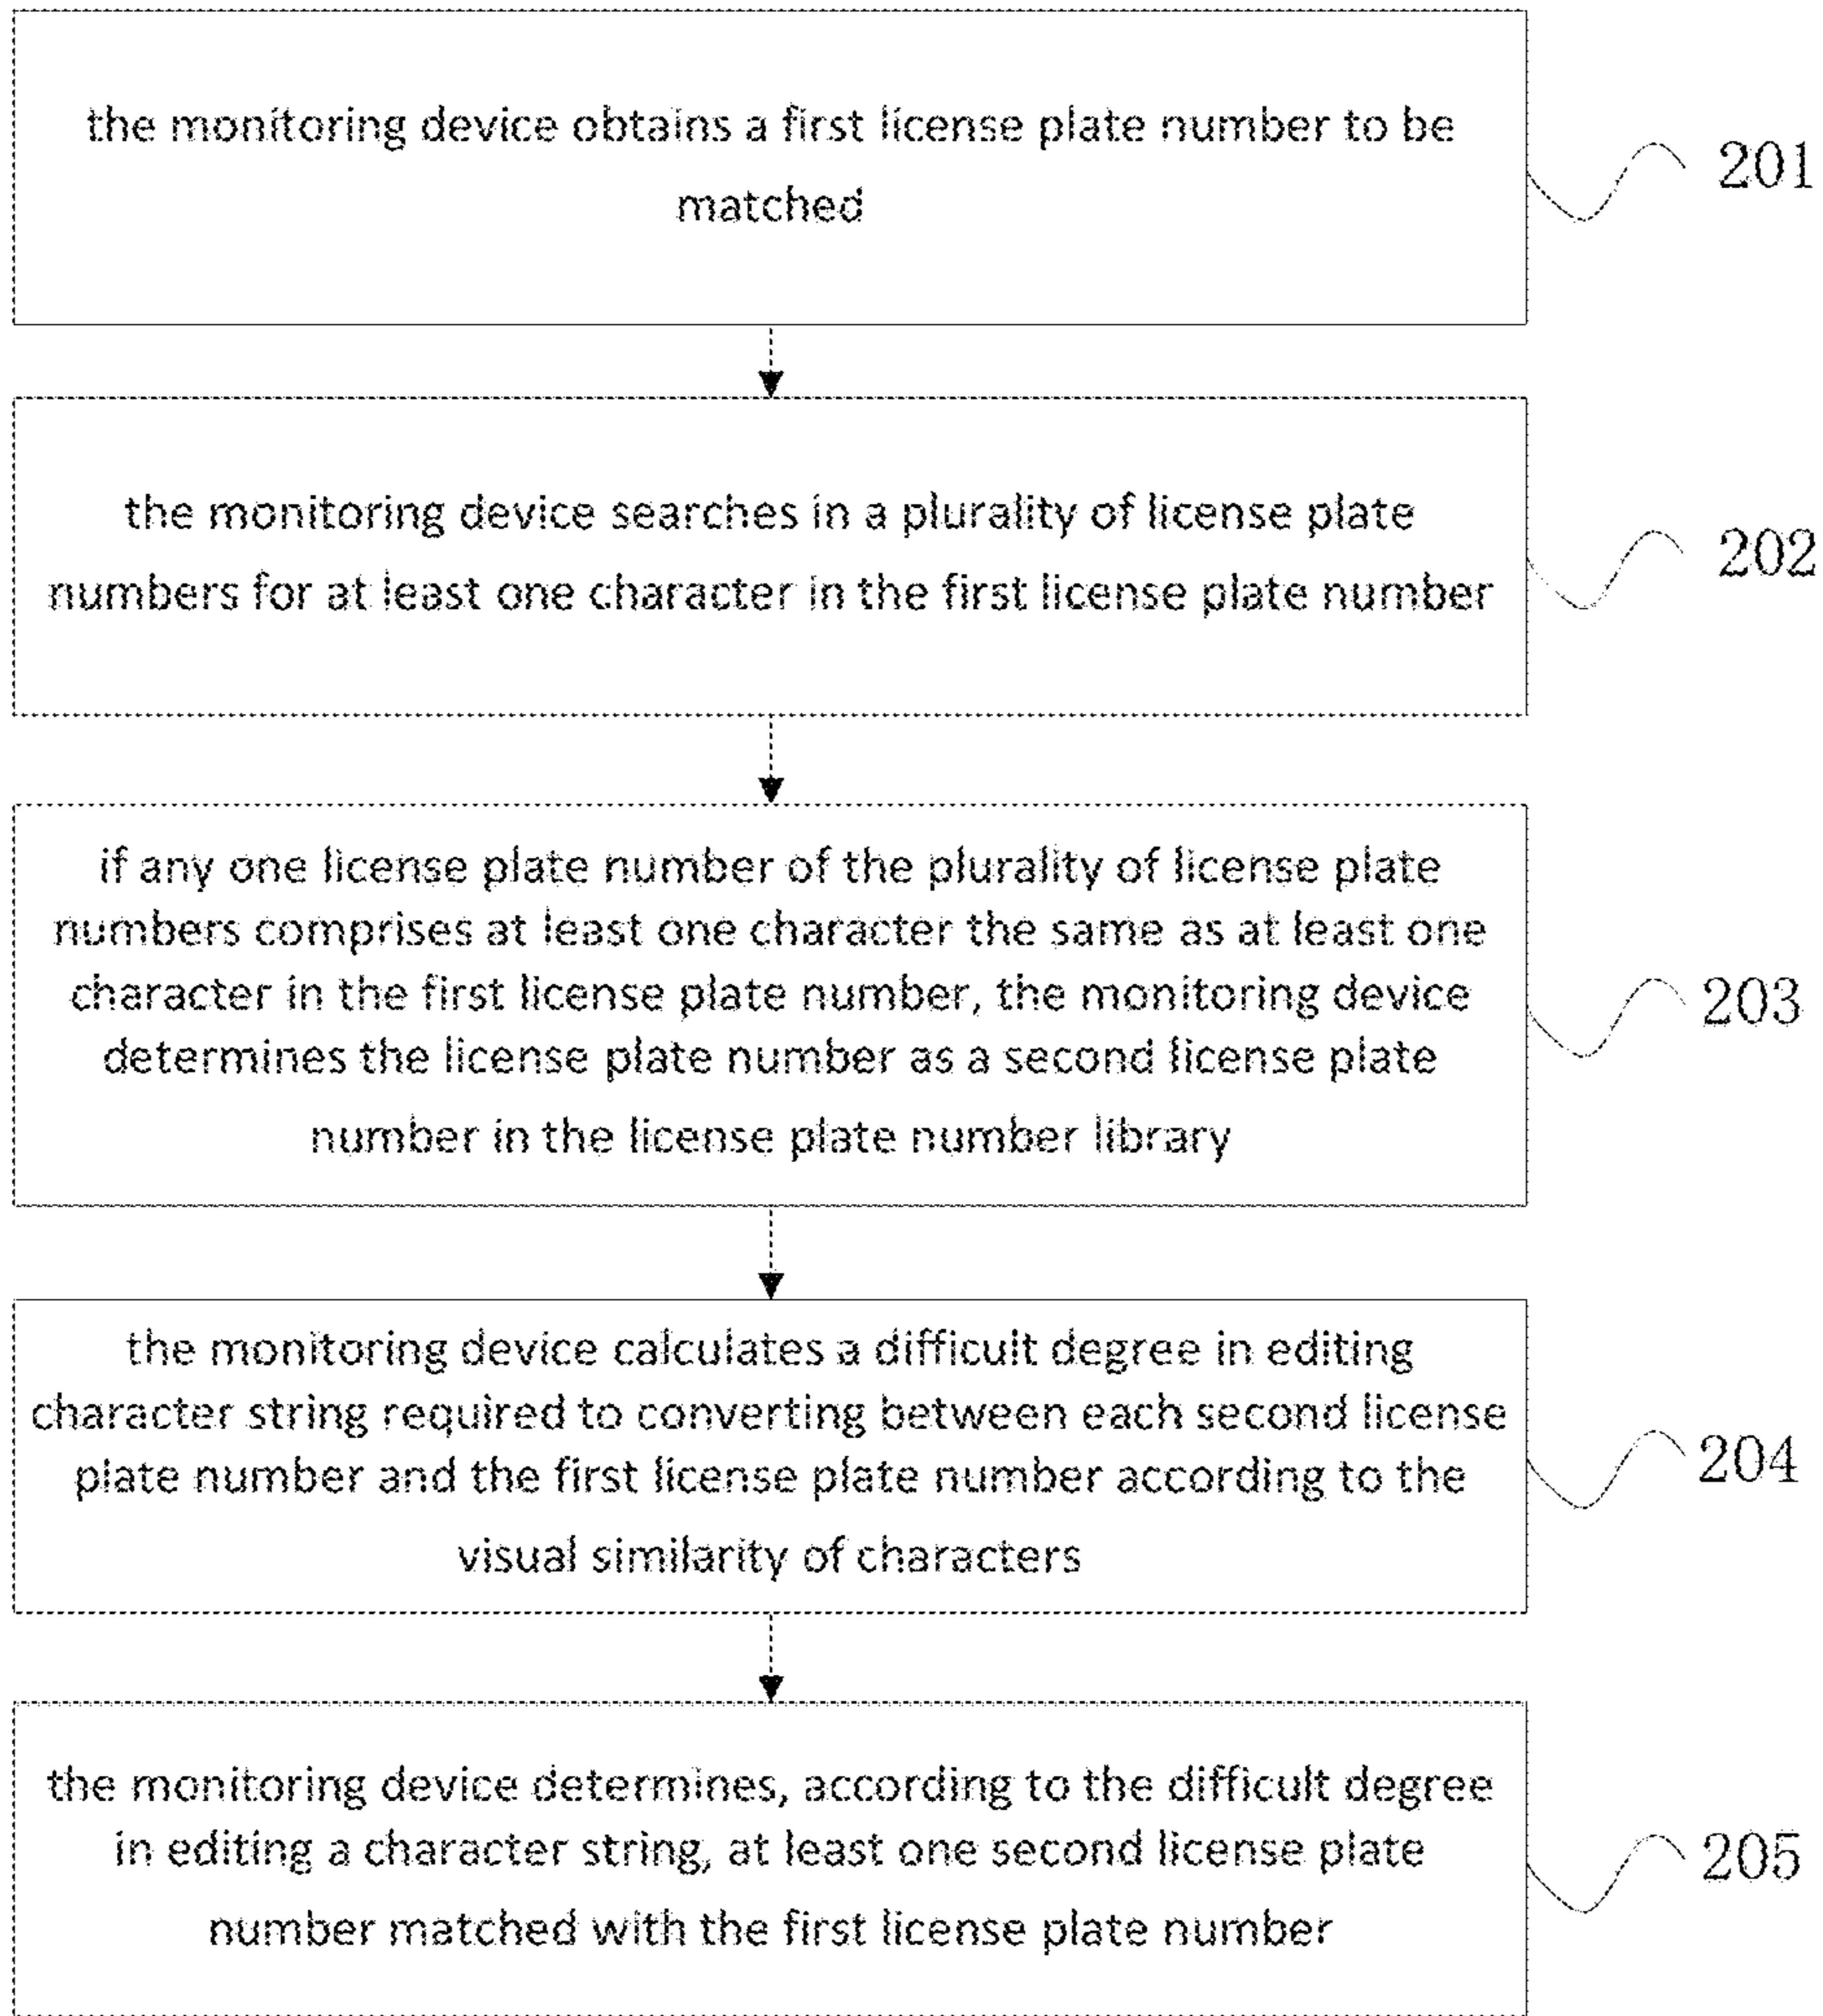 the monitoring device obtains a first license plate number to be
matched
201
the monitoring device searches in a plurality of license plate
numbers for at least one character in the first license plate number
202
if any one license plate number of the plurality of license plate
numbers comprises at least one character the same as at least one
character in the first license plate number, the monitoring device
determines the license plate number as a second license plate
number in the license plate number library
203
the monitoring device calculates a difficult degree in editing
character string required to converting between each second license
plate number and the first license plate number according to the
visual similarity of characters
204
the monitoring device determines, according to the difficult degree
in editing a character string, at least one second license plate
number matched with the first license plate number
205